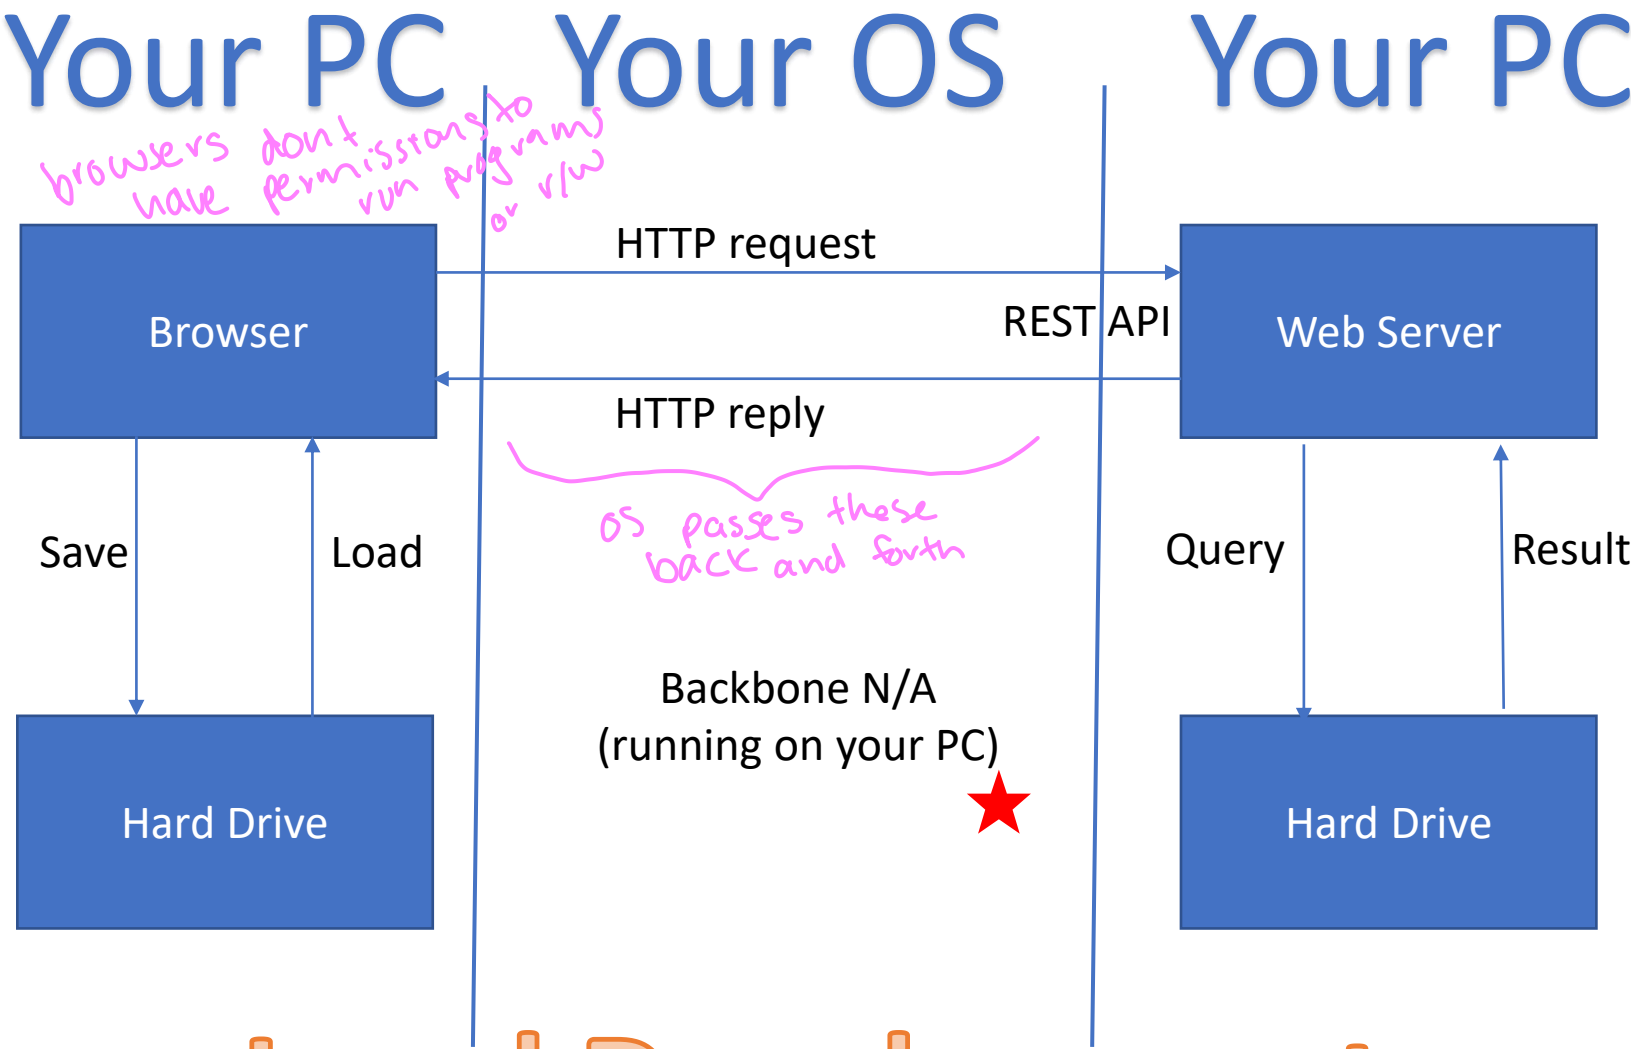 Your PC Your OS Your PC
browsers dont
have permissions to
run programs
or r/w
HTTP request
REST API
Browser
Web Server
HTTP reply
OS passes these
back and forth
Save
Load
Query
Result
Backbone N/A
(running on your PC)
Hard Drive
Hard Drive